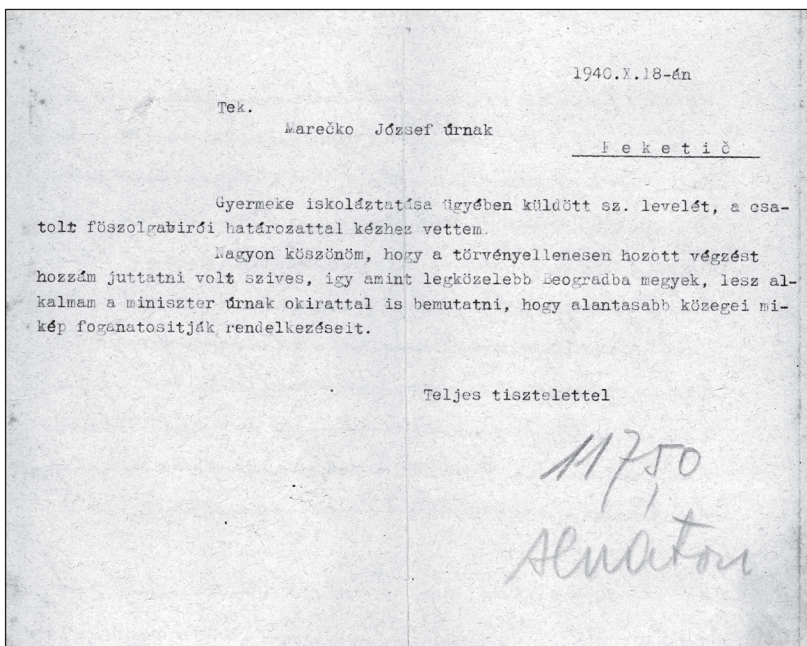 1940.X.18-án
Tek.
Marečko József úrnak
F e k e t i č
Gyermeke iskoláztatása ügyében küldött sz. levelét, a csa-
tolt föszolgabirói határozattal kézhez vettem.
Nagyon köszönöm, hogy a törvényellenesen hozott végzést
hozzám juttatni volt szives, igy amint legközelebb Beogradba megyek, lesz al-
kalmam a miniszter úrnak okirattal is bemutatni, hogy alantasabb közegei mi-
kép foganatositják rendelkezéseit.
Teljes tisztelettel
11750